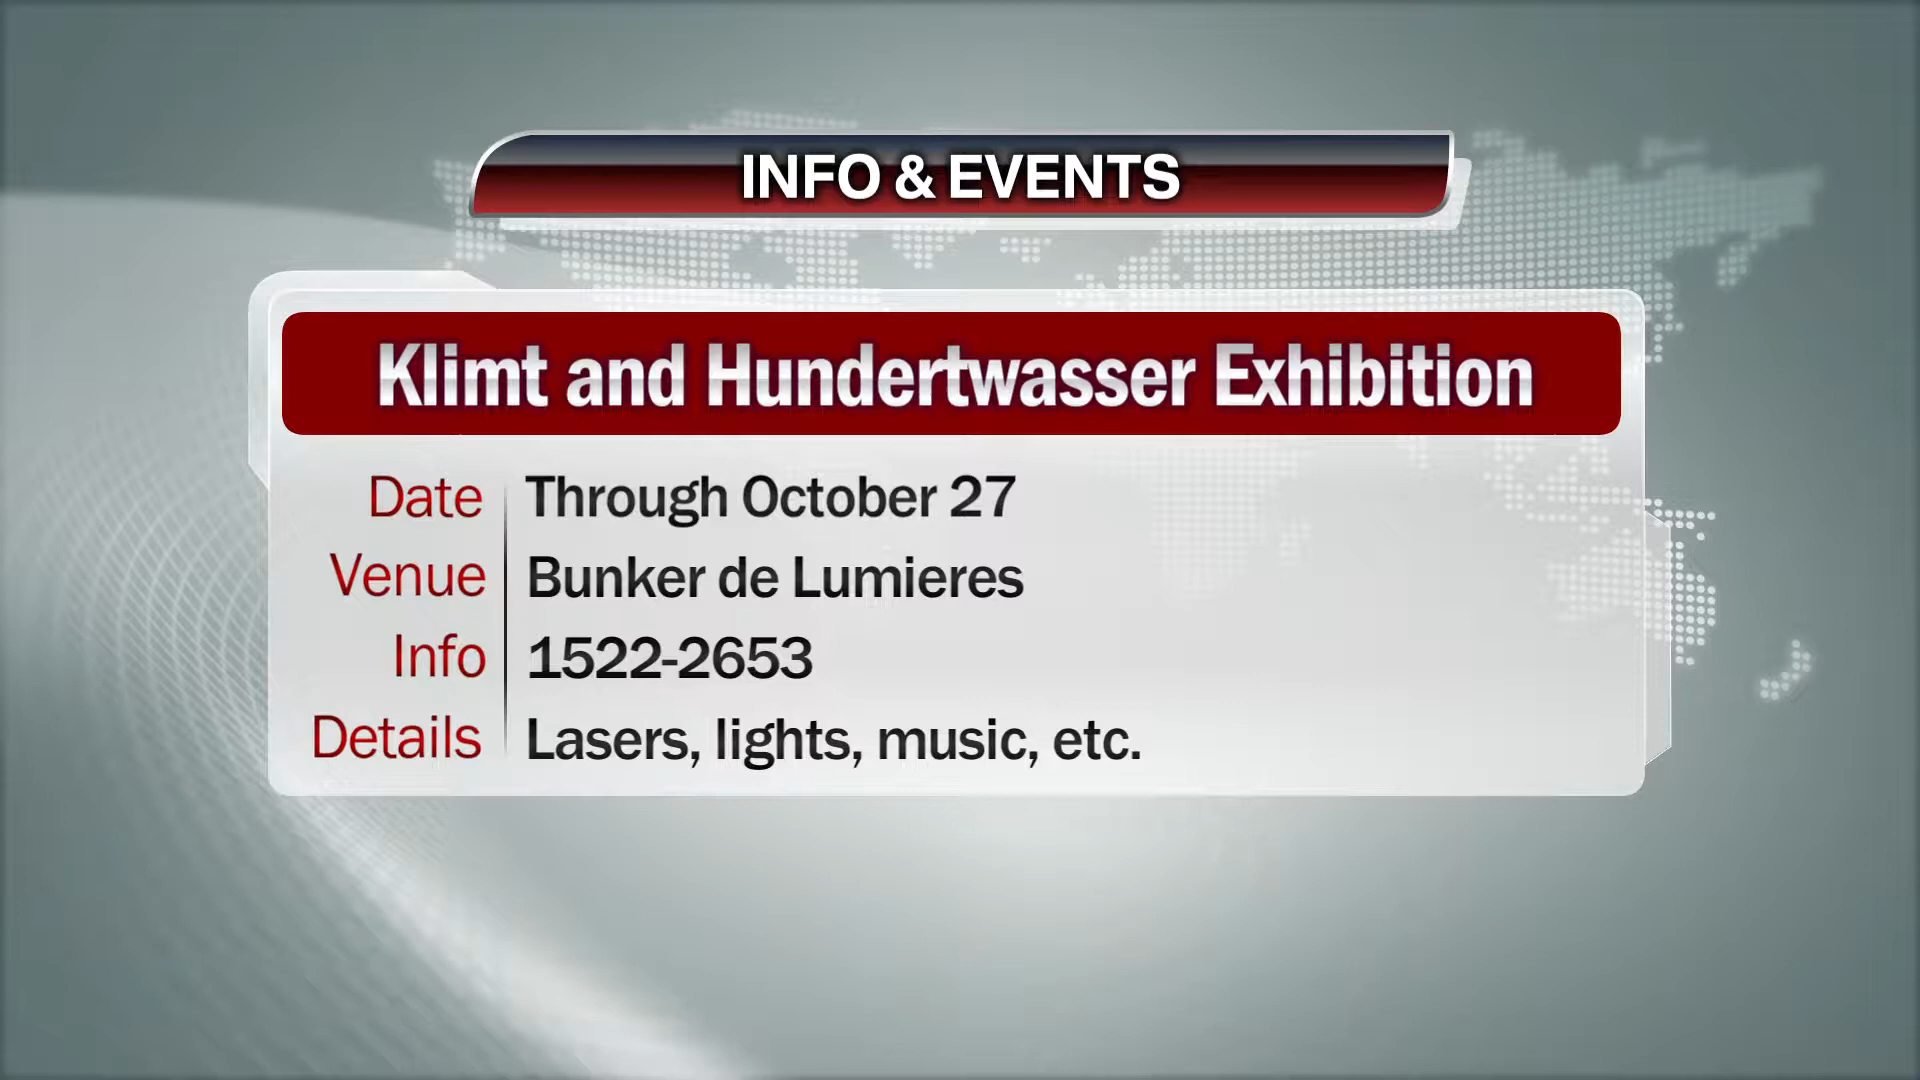 INFO & EVENTS
Klimt and Hundertwasser Exhibition
Date Through October 27
Venue Bunker de Lumieres
Info 1522-2653
Details Lasers, lights, music, etc.